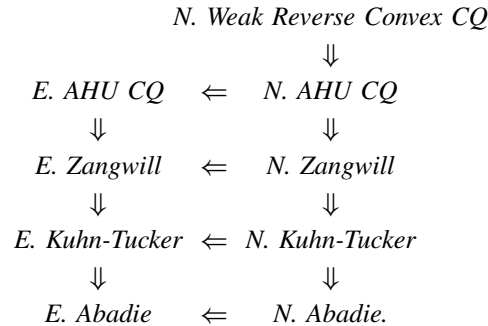 N. Weak Reverse Convex CQ
⇓
E. AHU CQ ⇐ N. AHU CQ
⇓ ⇓
E. Zangwill ⇐ N. Zangwill
⇓ ⇓
E. Kuhn-Tucker ⇐ N. Kuhn-Tucker
⇓ ⇓
E. Abadie ⇐ N. Abadie.